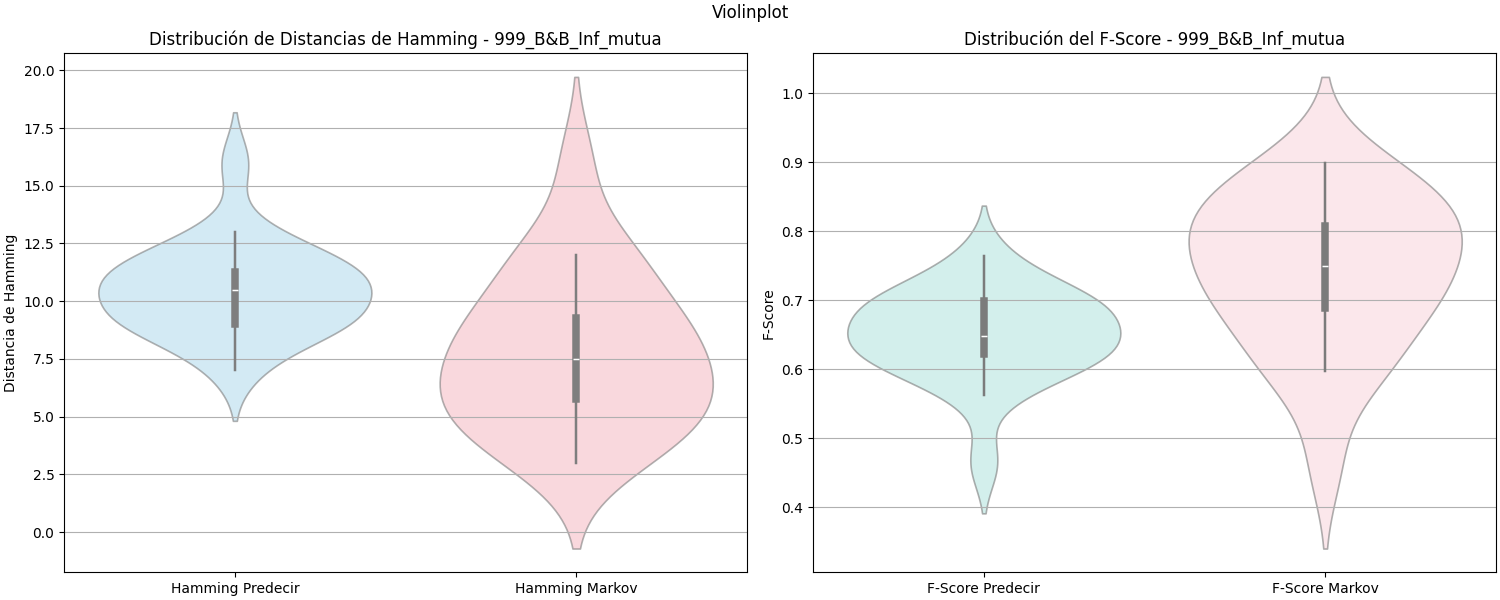 Violinplot
Distribución de Distancias de Hamming - 999_B&B_Inf_mutua
Distancia de Hamming
20.0
17.5
15.0
12.5
10.0
7.5
5.0
2.5
0.0
Hamming Predecir
Hamming Markov
Distribución del F-Score - 999_B&B_Inf_mutua
F-Score
1.0
0.9
0.8
0.7
0.6
0.5
0.4
F-Score Predecir
F-Score Markov